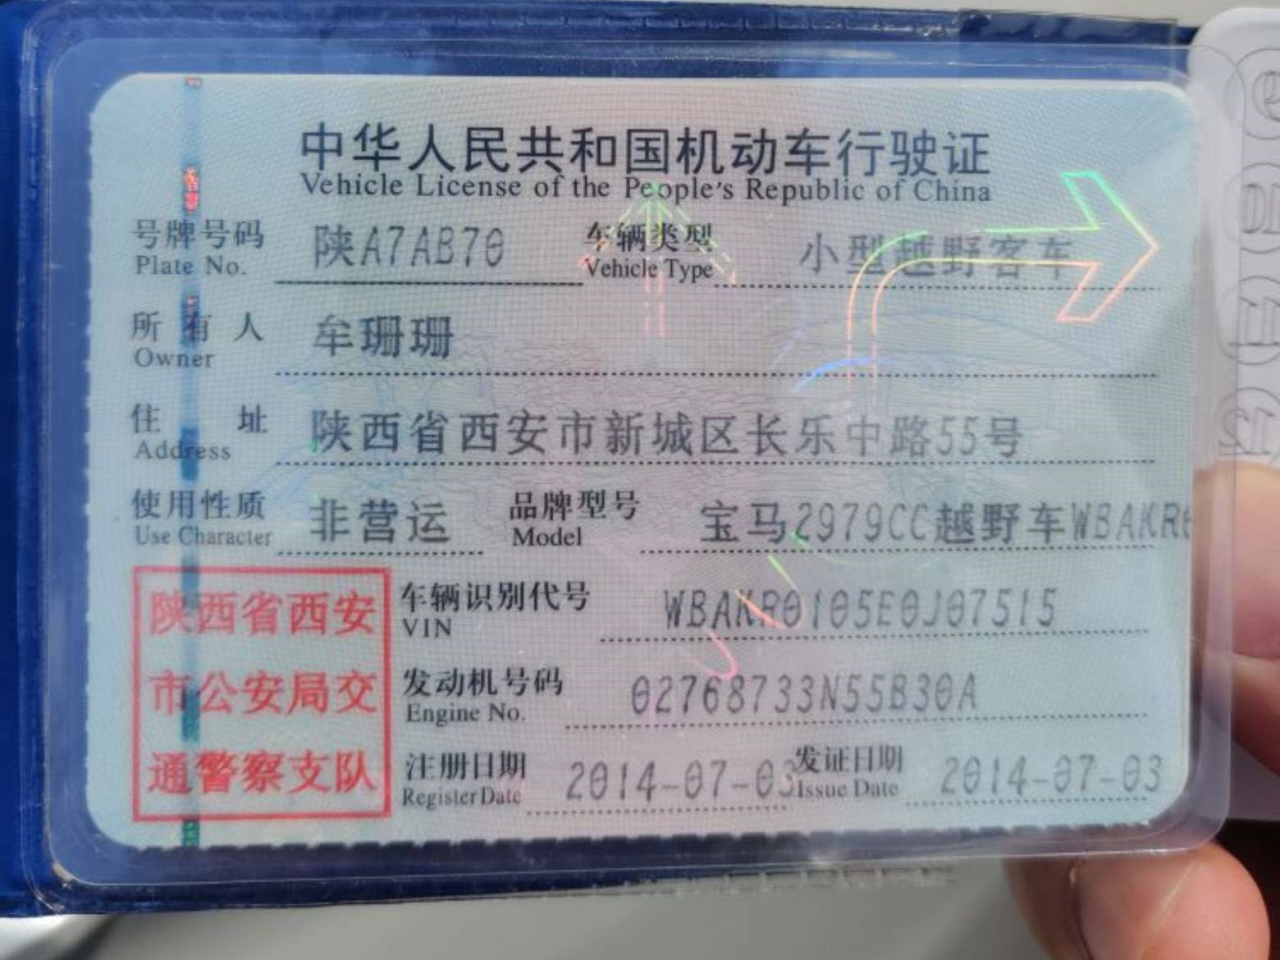 中华人民共和国机动车行驶证
Vehicle License of the People's Republic of China
号牌号码 陕A7AB70 车辆类型 小型越野客车
Plate No. Vehicle Type
所有人 牟珊珊
Owner
住址 陕西省西安市新城区长乐中路55号
Address
使用性质 非营运 品牌型号 宝马2979CC越野车WBAKR0
Use Character Model
陕西省西安
市公安局交
通警察支队
车辆识别代号 WBAKR0105E0J07515
VIN
发动机号码 02768733N55B30A
Engine No.
注册日期 2014-07-03 发证日期 2014-07-03
Register Date Issue Date